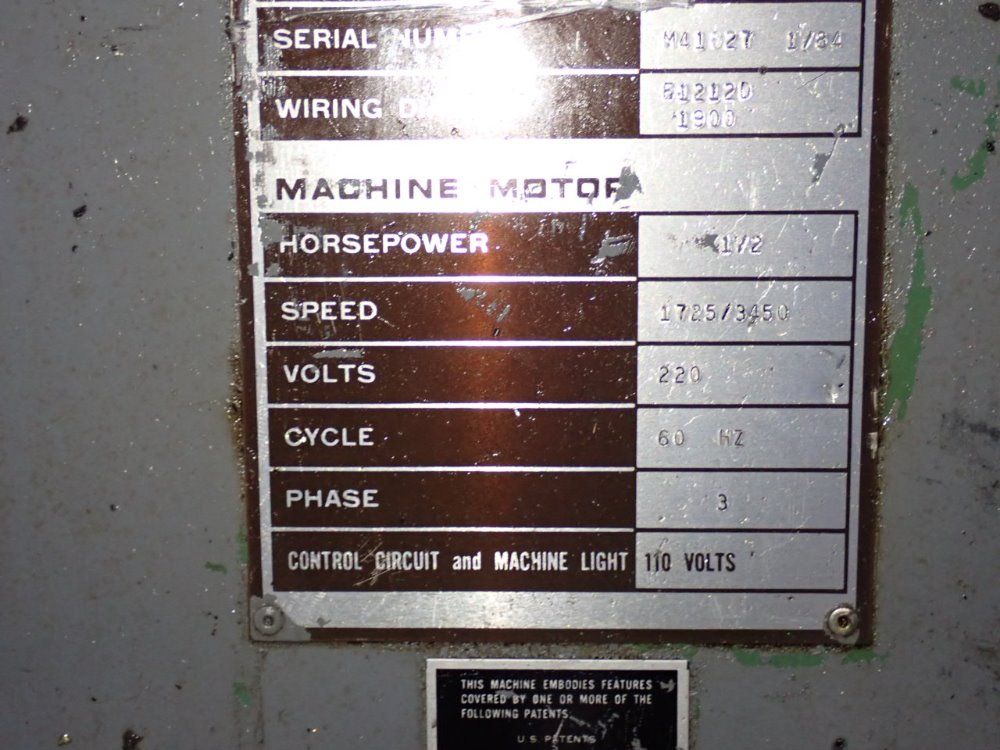 SERIAL 1/84
WIRING
1900
MACHINE MOTOR
HORSEPOWER 1/2
SPEED 1725/3450
VOLTS 220
CYCLE 60 HZ
PHASE 3
CONTROL CIRCUIT and MACHINE LIGHT 110 VOLTS
THIS MACHINE EMBODIES FEATURES
COVERED BY ONE OR MORE OF THE
FOLLOWING PATENTS
U.S. PATENTS